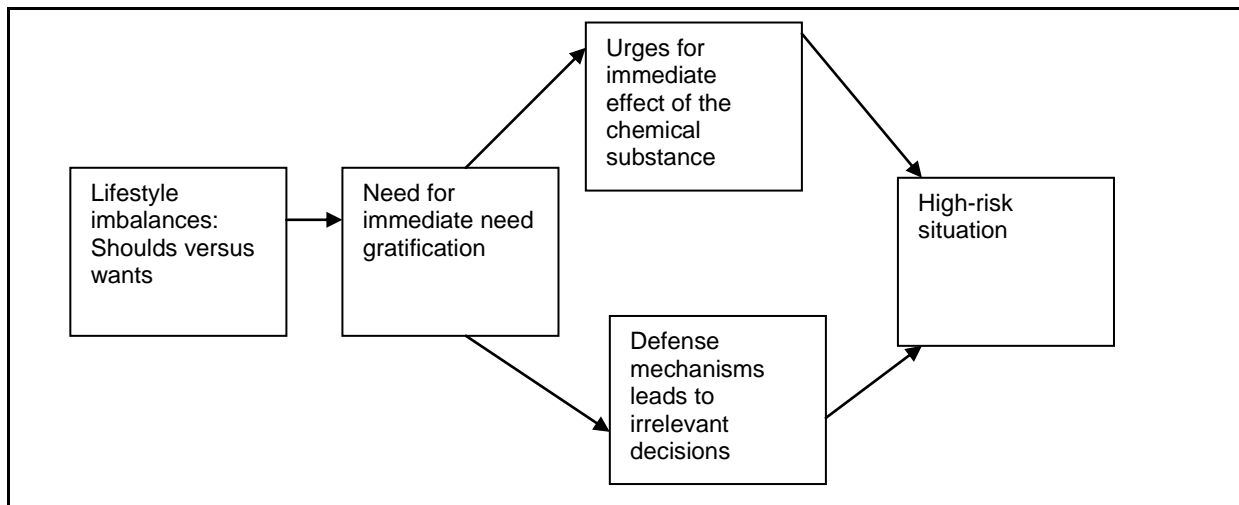 Lifestyle
imbalances:
Shoulds versus
wants
Need for
immediate need
gratification
Urges for
immediate
effect of the
chemical
substance
Defense
mechanisms
leads to
irrelevant
decisions
High-risk
situation